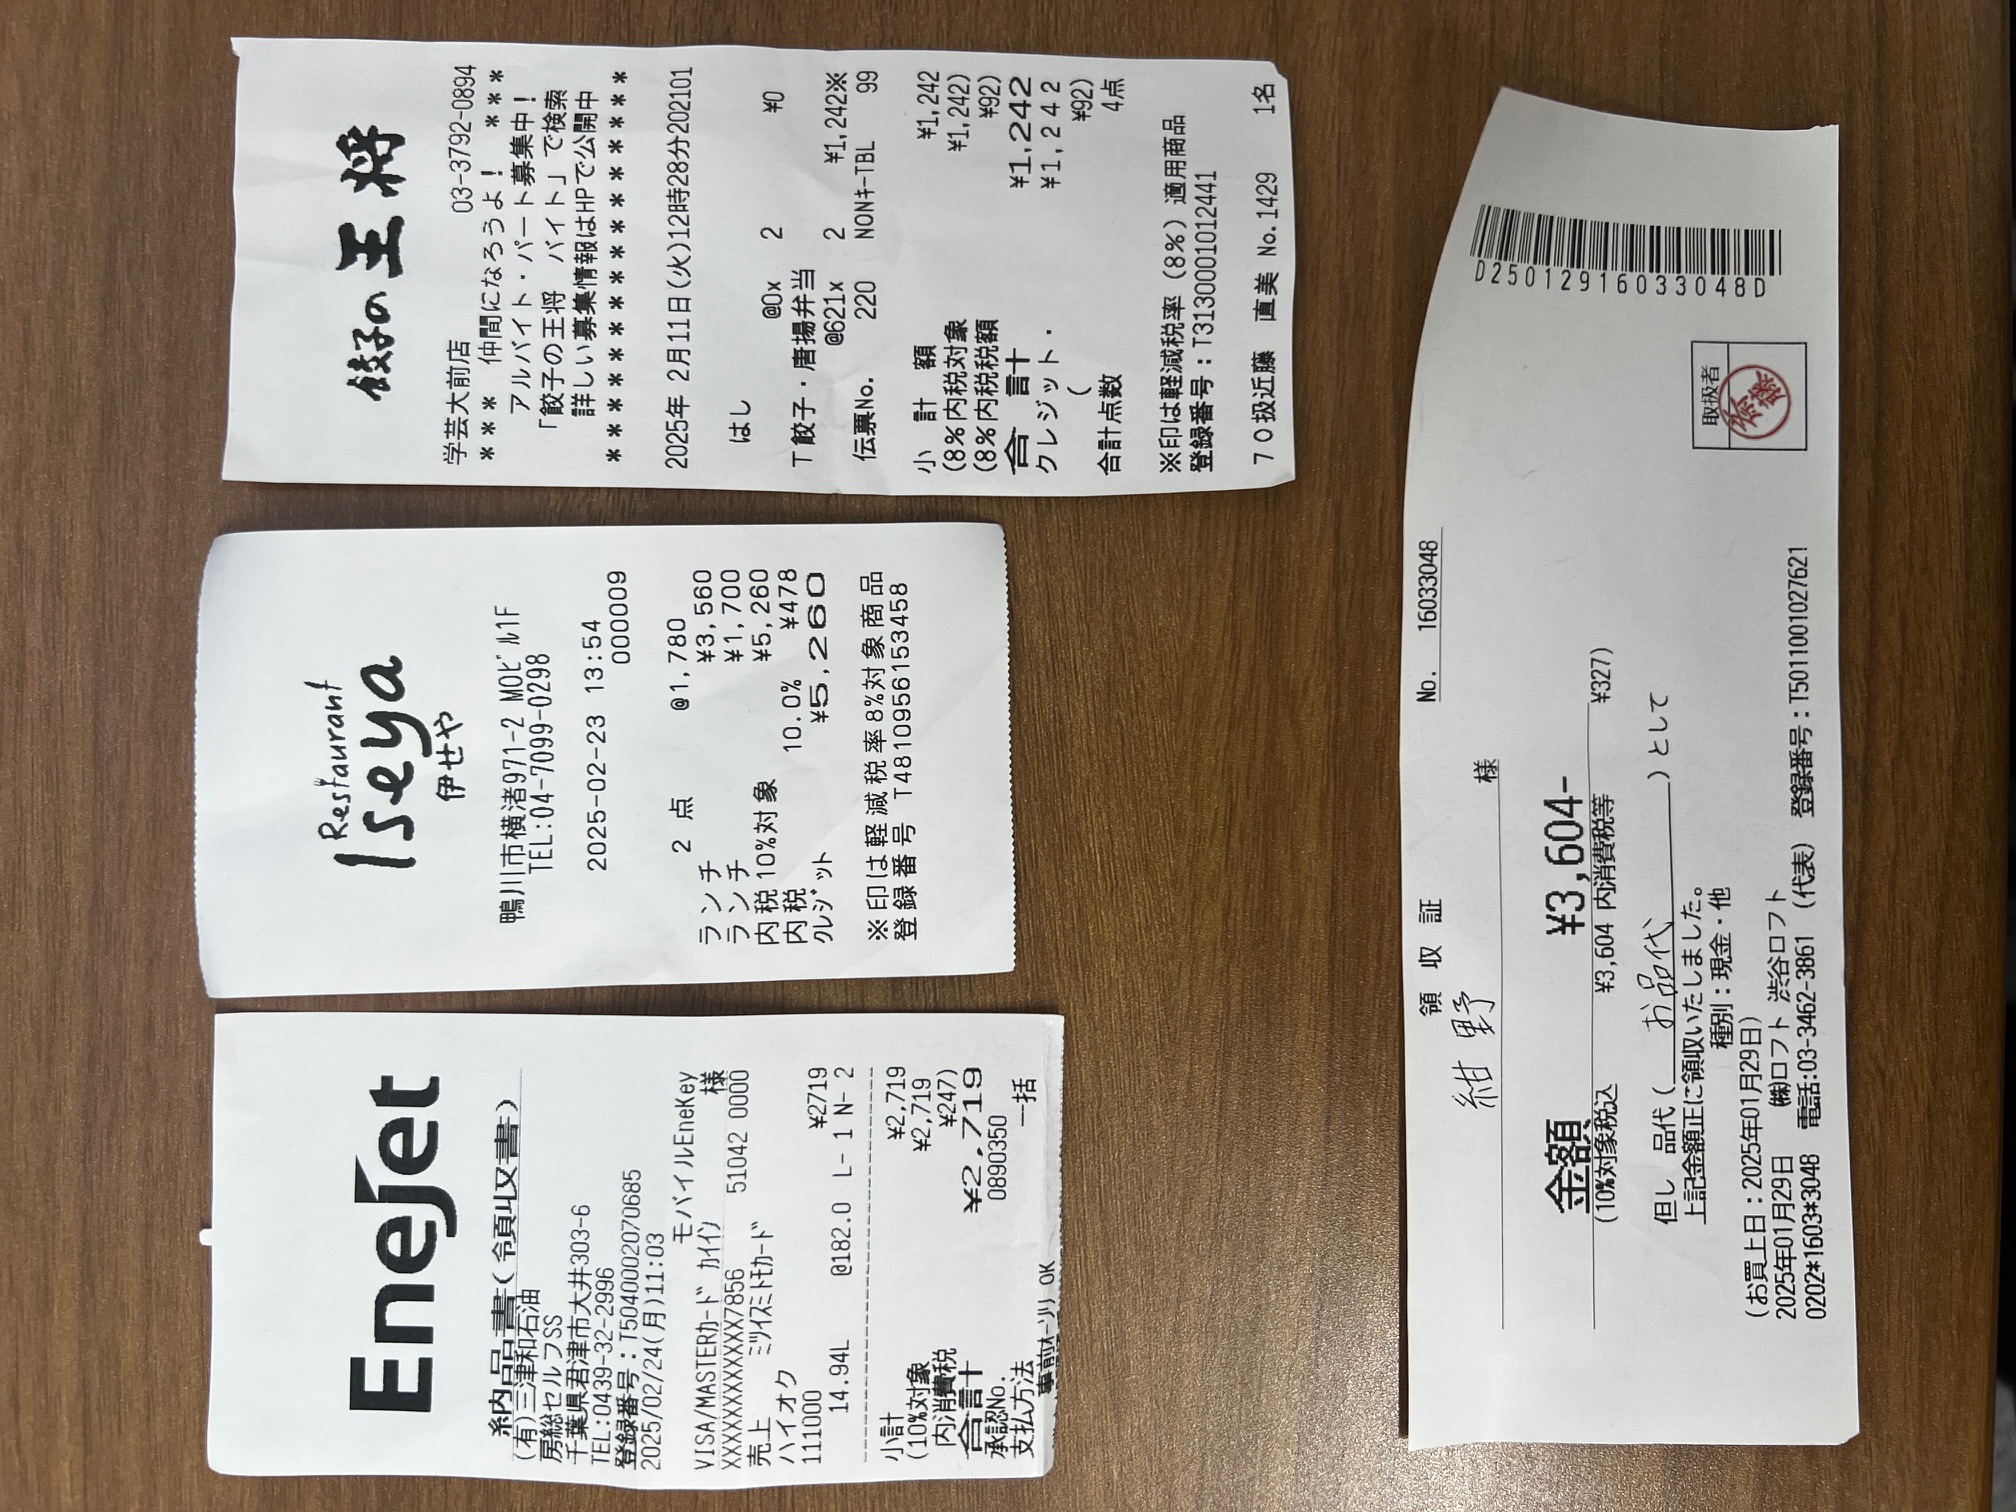 Enejet
納品書(領収書)
(有)三津和石油
房総セルフSS
千葉県君津市大井303-6
TEL:0439-32-2996
登録番号:T5040002070685
2025/02/24(月)11:03
モバイルEneKey
VISA/MASTERカード カイイン 様
XXXXXXXXXXXX7856 51042 0000
売上 ミツイスミトモカード
ハイオク
111000 ¥2719
14.94L @182.0 L- 1 N- 2
小計 ¥2,719
(10%対象 ¥2,719
内消費税 ¥247)
合計 ¥2,719
承認No. 0890350
支払方法 一括
事前オーソリ OK
Restaurant
Iseya
伊せや
鴨川市横渚971-2 MOビル1F
TEL:04-7099-0298
2025-02-23 13:54
000009
2 点 @1,780
ランチ ¥3,560
ランチ ¥1,700
内税10%対象 ¥5,260
内税 10.0% ¥478
クレジット ¥5,260
※印は軽減税率8%対象商品
登録番号 T4810956153458
餃子の王将
学芸大前店 03-3792-0894
*** 仲間になろうよ! ***
アルバイト・パート募集中!
「餃子の王将 バイト」で検索
詳しい募集情報はHPで公開中
****************
2025年 2月11日(火)12時28分202101
はし
@0x 2 ¥0
T餃子・唐揚弁当
@621x 2 ¥1,242※
伝票No. 220 NONキ-TBL 99
小 計 額 ¥1,242
(8%内税対象 ¥1,242)
(8%内税税額 ¥92)
合 計 ¥1,242
クレジット・ ¥1,242
( ¥92)
合計点数 4点
※印は軽減税率(8%)適用商品
登録番号:T3130001012441
70扱近藤 直美 No.1429 1名
領 収 証 No. 16033048
紺野 様
金額 ¥3,604-
(10%対象税込 ¥3,604 内消費税等 ¥327)
但し 品代( お品代 )として
上記金額正に領収いたしました。
種別:現金・他
(お買上日:2025年01月29日)
2025年01月29日 ㈱ロフト 渋谷ロフト
0202*1603*3048 電話:03-3462-3861 (代表) 登録番号:T5011001027621
取扱者
斎藤
D25012916033048D